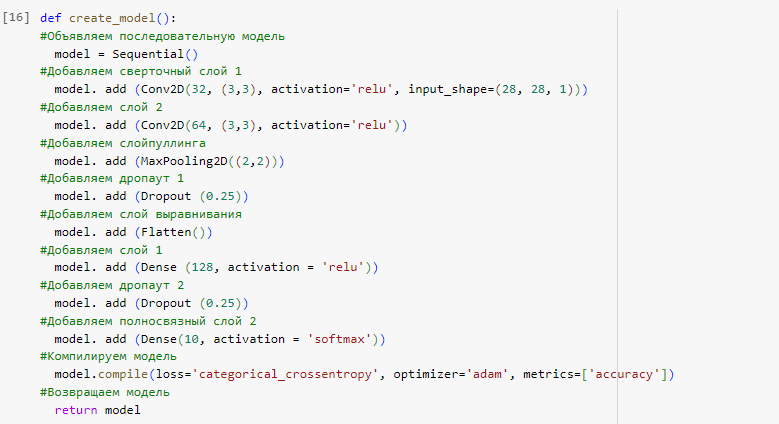 [16] def create_model():
#Объявляем последовательную модель
model = Sequential()
#Добавляем сверточный слой 1
model. add (Conv2D(32, (3,3), activation='relu', input_shape=(28, 28, 1)))
#Добавляем слой 2
model. add (Conv2D(64, (3,3), activation='relu'))
#Добавляем слойпуллинга
model. add (MaxPooling2D((2,2)))
#Добавляем дропаут 1
model. add (Dropout (0.25))
#Добавляем слой выравнивания
model. add (Flatten())
#Добавляем слой 1
model. add (Dense (128, activation = 'relu'))
#Добавляем дропаут 2
model. add (Dropout (0.25))
#Добавляем полносвязный слой 2
model. add (Dense(10, activation = 'softmax'))
#Компилируем модель
model.compile(loss='categorical_crossentropy', optimizer='adam', metrics=['accuracy'])
#Возвращаем модель
return model